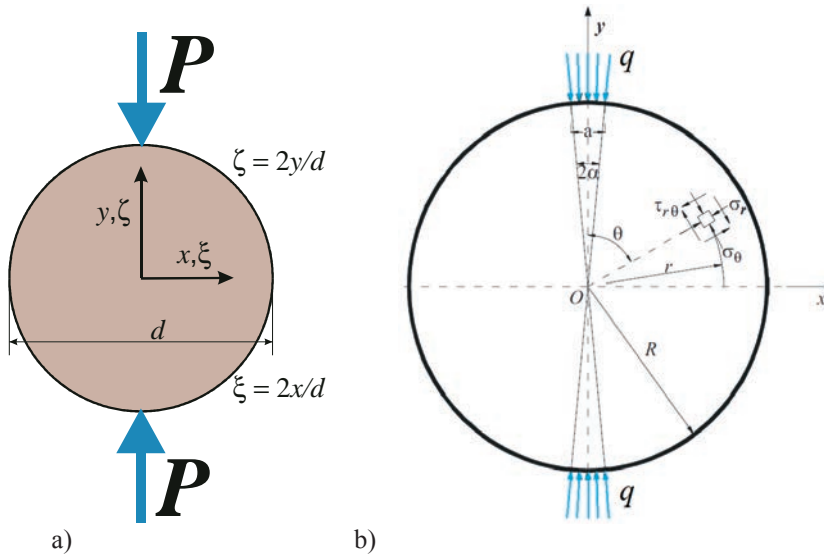 P
ζ = 2y/d
y,ζ
x,ξ
d
ξ = 2x/d
P
a)
y
q
a
2α
τrθ
σr
θ
σθ
r
O
x
R
q
b)